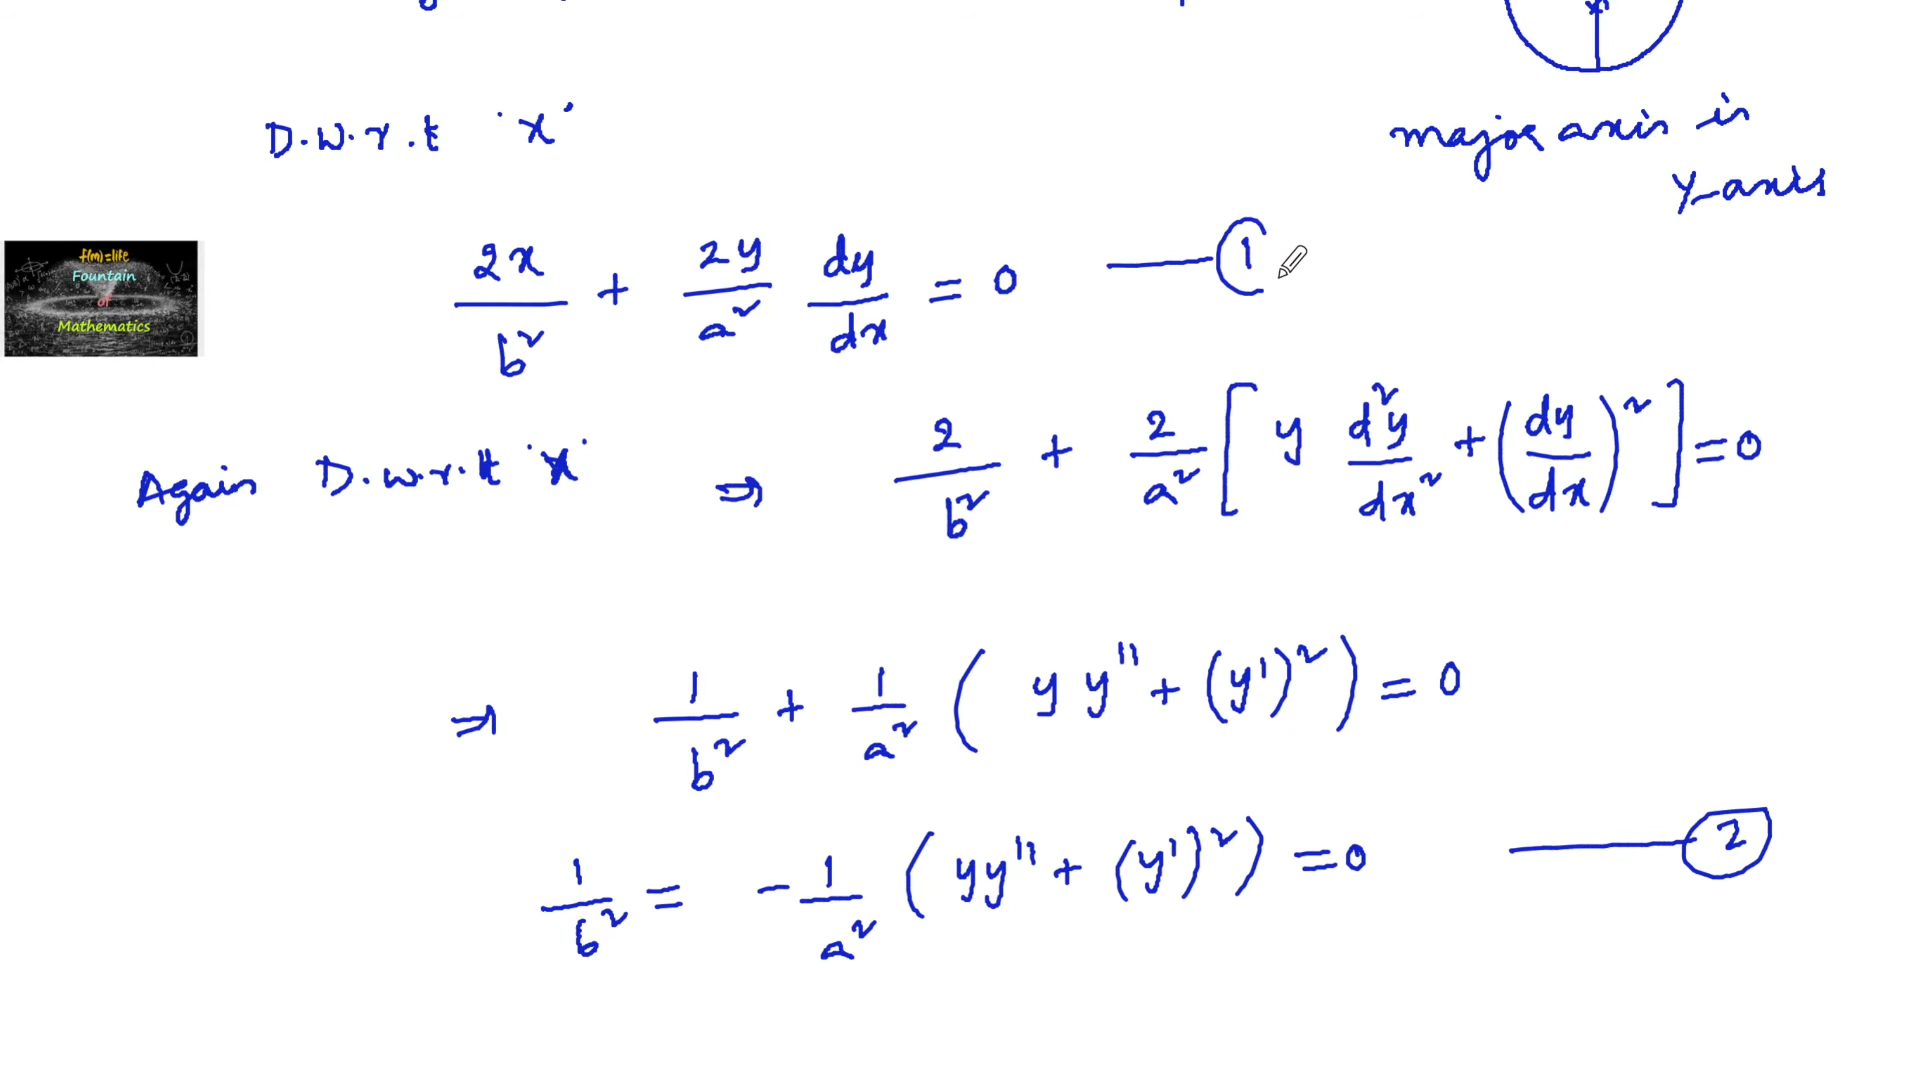 D.w.r.t 'x'
major axis is
y-axis
2x/b² + 2y/a² dy/dx = 0 —— ①
f(m)=life
Fountain
of
Mathematics
Again D.w.r.t 'x' ⇒ 2/b² + 2/a² [ y d²y/dx² + (dy/dx)² ] = 0
⇒ 1/b² + 1/a² ( y y'' + (y')² ) = 0
1/b² = -1/a² ( yy'' + (y')² ) = 0 —— ②